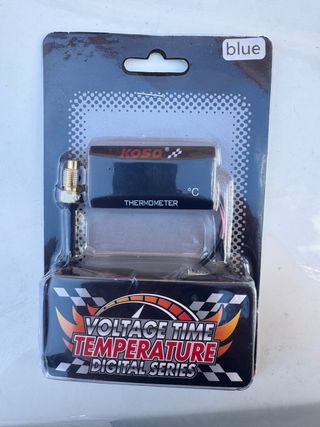 blue
KOSO
°C
THERMOMETER
VOLTAGE TIME
TEMPERATURE
DIGITAL SERIES